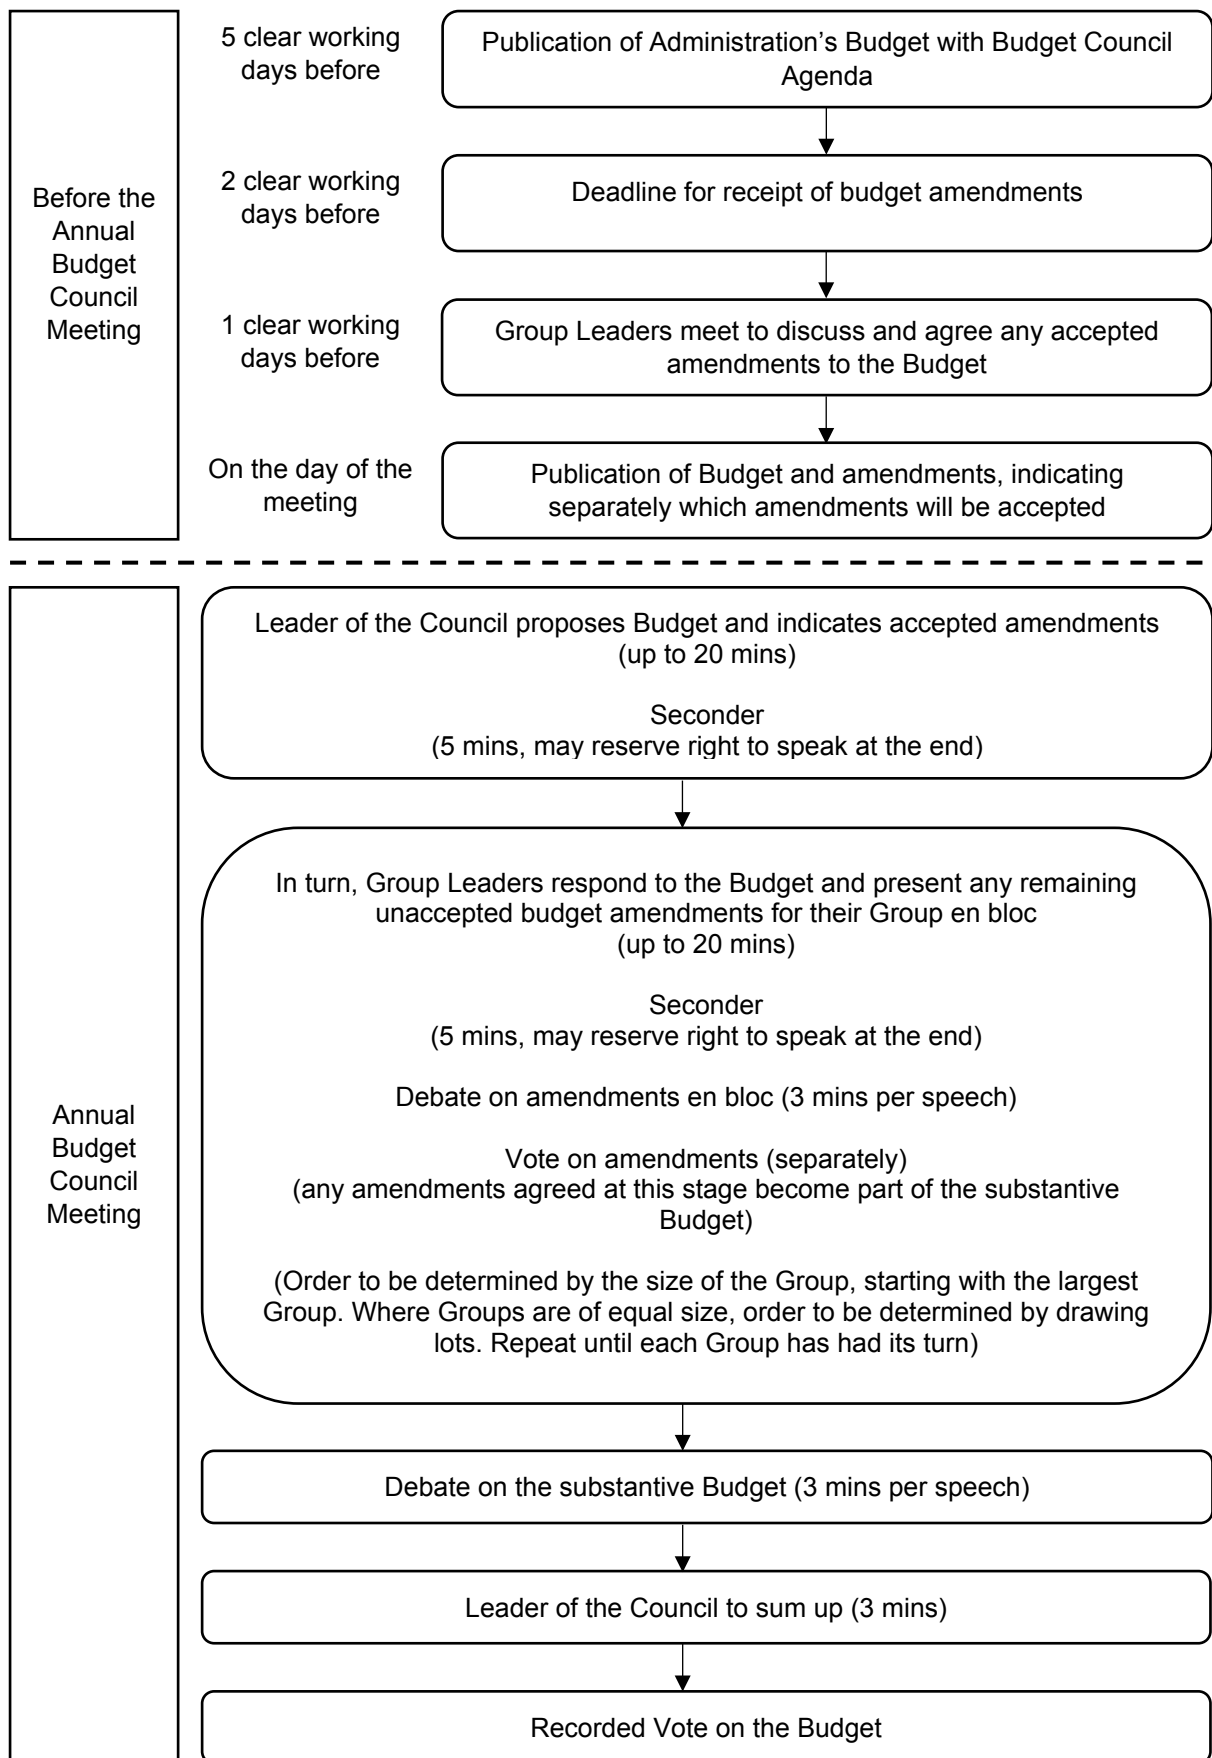 Before the
Annual
Budget
Council
Meeting
5 clear working
days before
Publication of Administration's Budget with Budget Council
Agenda
2 clear working
days before
Deadline for receipt of budget amendments
1 clear working
days before
Group Leaders meet to discuss and agree any accepted
amendments to the Budget
On the day of the
meeting
Publication of Budget and amendments, indicating
separately which amendments will be accepted
Annual
Budget
Council
Meeting
Leader of the Council proposes Budget and indicates accepted amendments
(up to 20 mins)
Seconder
(5 mins, may reserve right to speak at the end)
In turn, Group Leaders respond to the Budget and present any remaining
unaccepted budget amendments for their Group en bloc
(up to 20 mins)
Seconder
(5 mins, may reserve right to speak at the end)
Debate on amendments en bloc (3 mins per speech)
Vote on amendments (separately)
(any amendments agreed at this stage become part of the substantive
Budget)
(Order to be determined by the size of the Group, starting with the largest
Group. Where Groups are of equal size, order to be determined by drawing
lots. Repeat until each Group has had its turn)
Debate on the substantive Budget (3 mins per speech)
Leader of the Council to sum up (3 mins)
Recorded Vote on the Budget